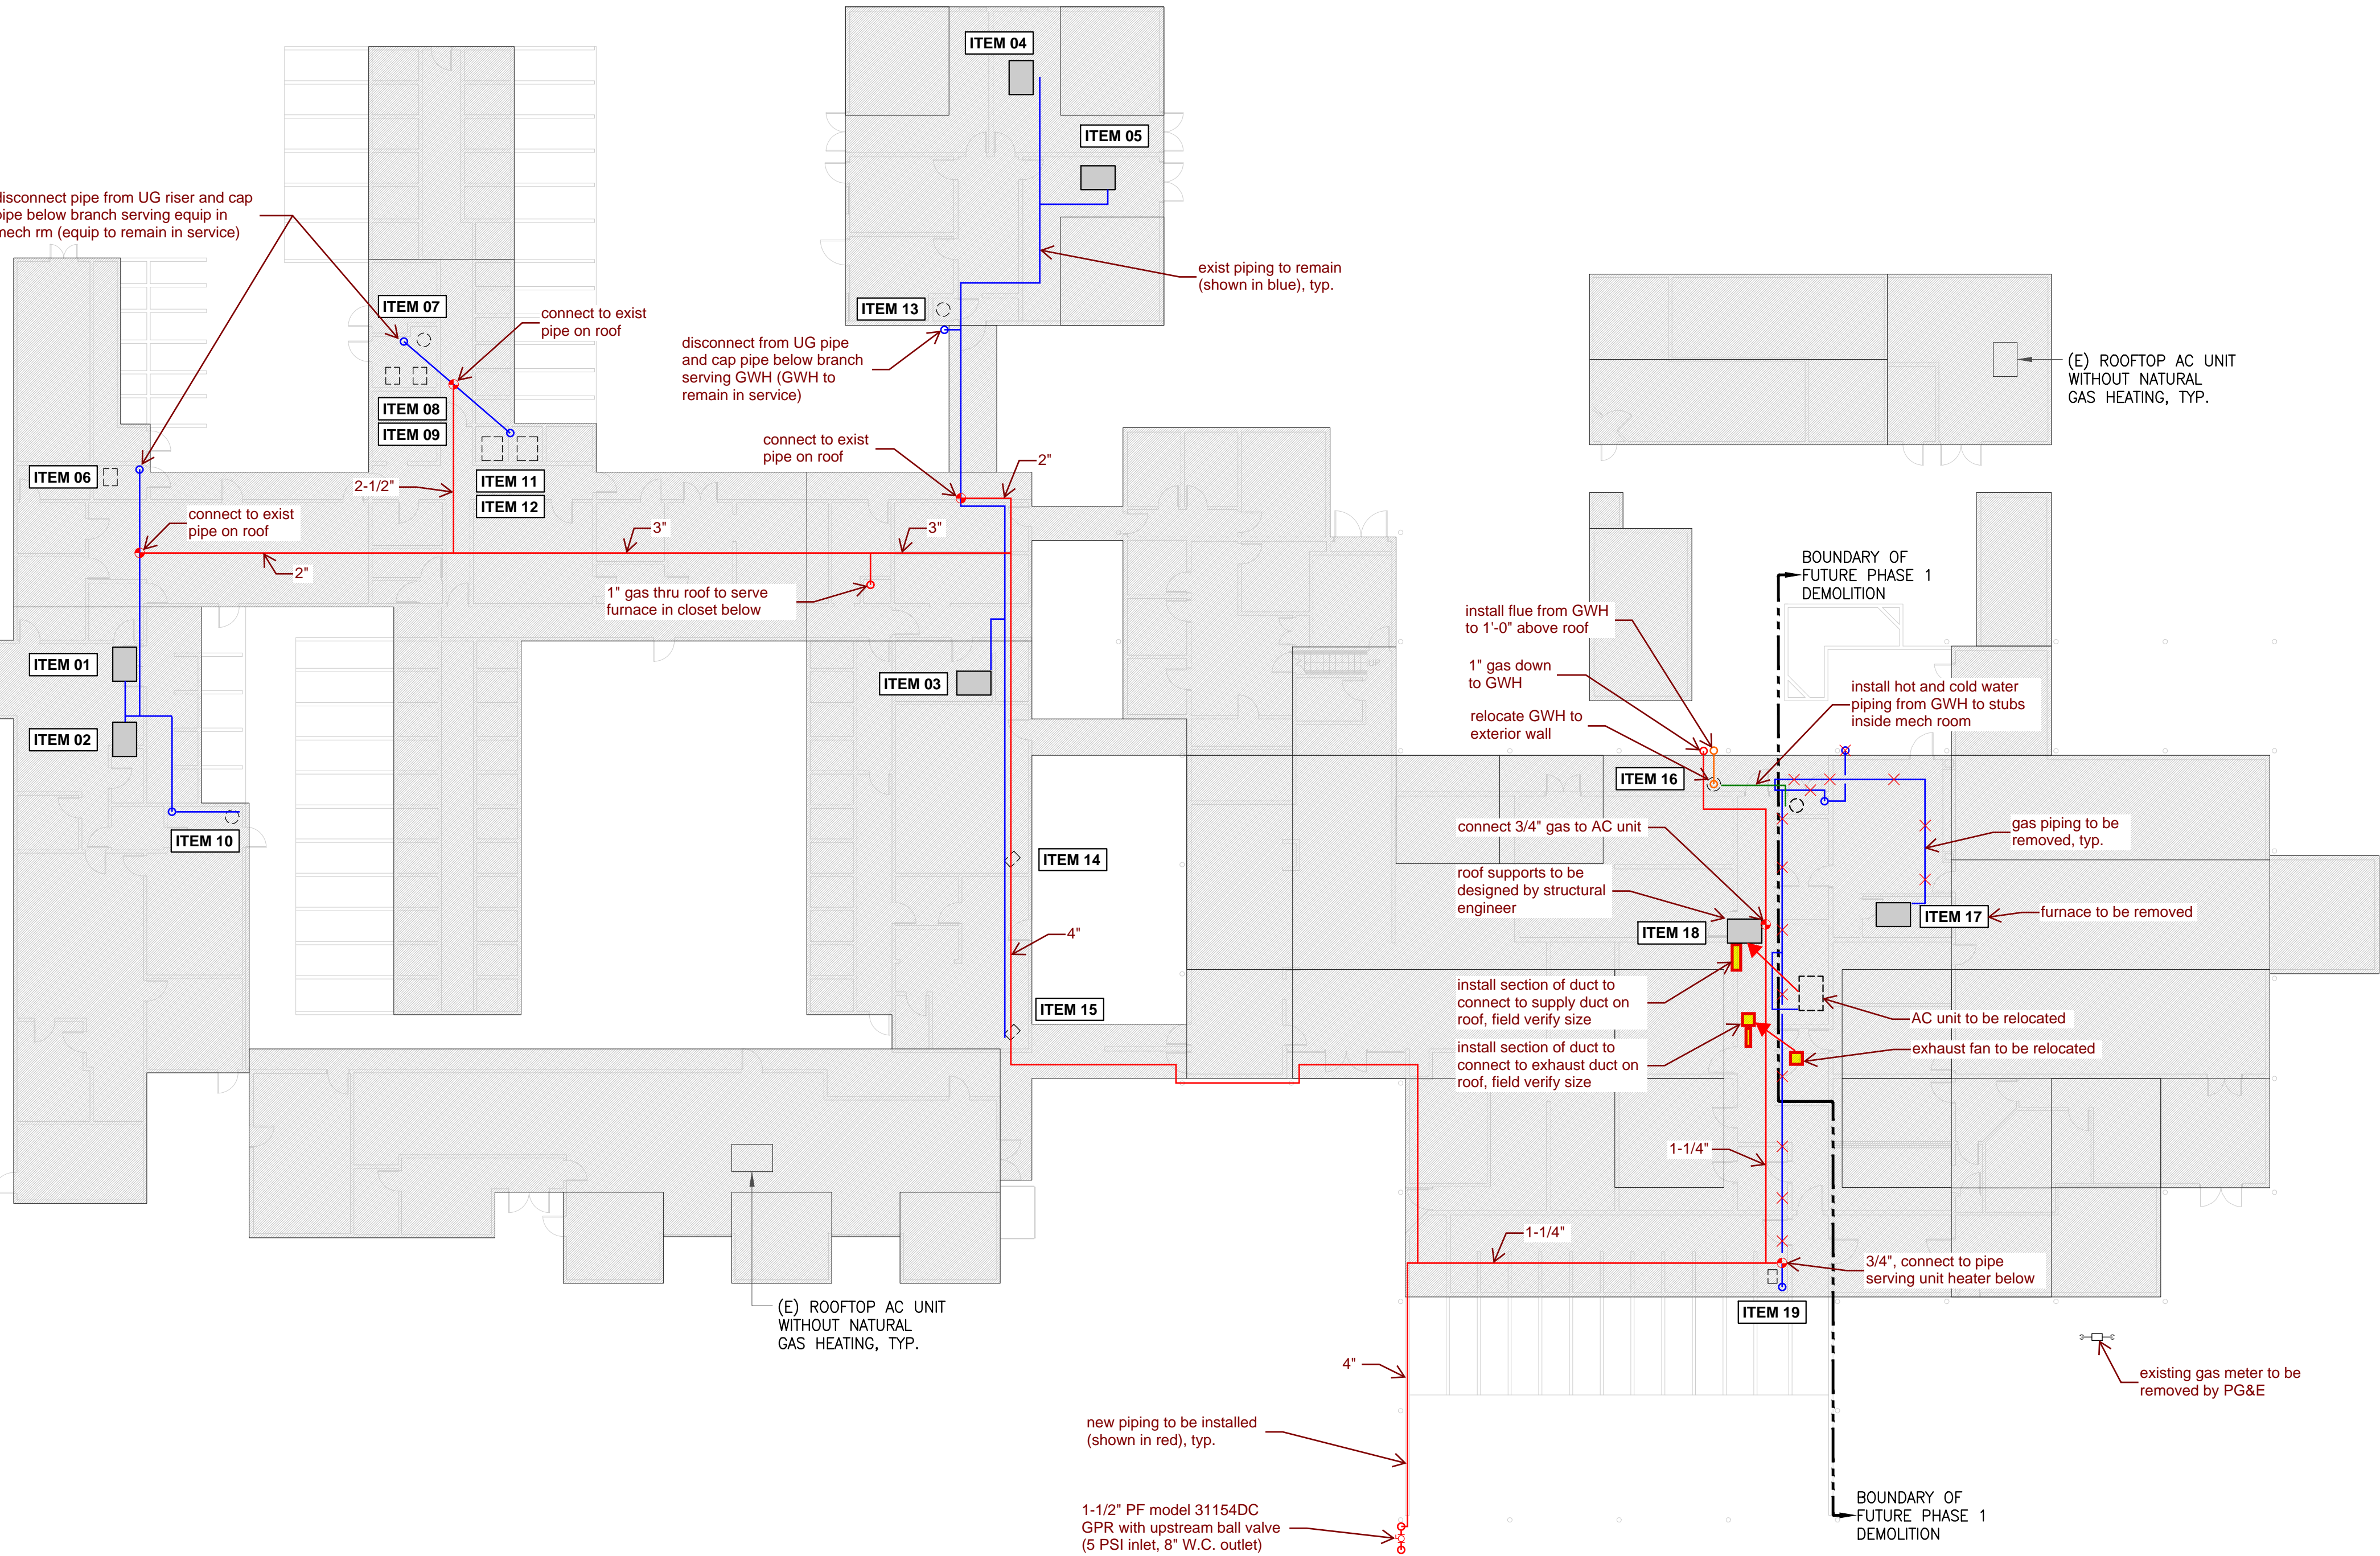 ITEM 04
ITEM 05
disconnect pipe from UG riser and cap
pipe below branch serving equip in
mech rm (equip to remain in service)
ITEM 07
connect to exist
pipe on roof
ITEM 08
ITEM 09
ITEM 06
2-1/2"
ITEM 11
ITEM 12
connect to exist
pipe on roof
2"
3"
3"
ITEM 13
exist piping to remain
(shown in blue), typ.
disconnect from UG pipe
and cap pipe below branch
serving GWH (GWH to
remain in service)
connect to exist
pipe on roof
2"
1" gas thru roof to serve
furnace in closet below
ITEM 01
ITEM 02
ITEM 10
ITEM 03
ITEM 14
4"
ITEM 15
UP
(E) ROOFTOP AC UNIT
WITHOUT NATURAL
GAS HEATING, TYP.
BOUNDARY OF
FUTURE PHASE 1
DEMOLITION
install flue from GWH
to 1'-0" above roof
1" gas down
to GWH
relocate GWH to
exterior wall
install hot and cold water
piping from GWH to stubs
inside mech room
ITEM 16
connect 3/4" gas to AC unit
gas piping to be
removed, typ.
roof supports to be
designed by structural
engineer
ITEM 17
furnace to be removed
ITEM 18
install section of duct to
connect to supply duct on
roof, field verify size
AC unit to be relocated
exhaust fan to be relocated
install section of duct to
connect to exhaust duct on
roof, field verify size
1-1/4"
1-1/4"
3/4", connect to pipe
serving unit heater below
ITEM 19
(E) ROOFTOP AC UNIT
WITHOUT NATURAL
GAS HEATING, TYP.
4"
existing gas meter to be
removed by PG&E
new piping to be installed
(shown in red), typ.
1-1/2" PF model 31154DC
GPR with upstream ball valve
(5 PSI inlet, 8" W.C. outlet)
BOUNDARY OF
FUTURE PHASE 1
DEMOLITION